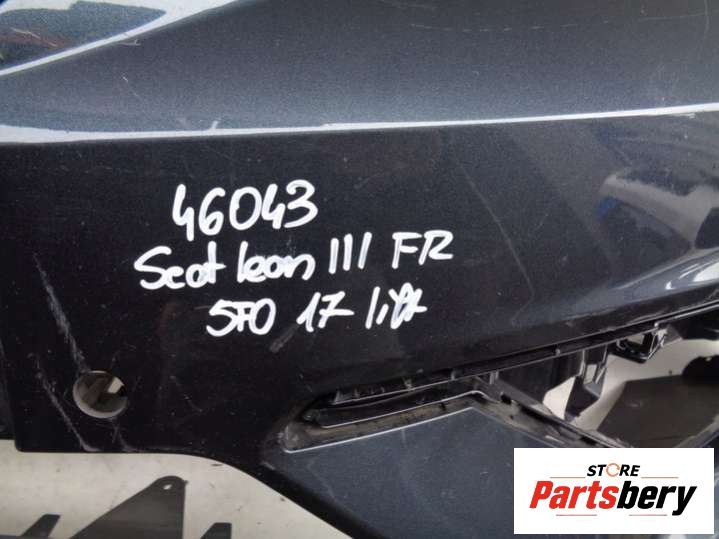 46043
Seat leon III FR
5F0 17 lift
STORE
Partsbery